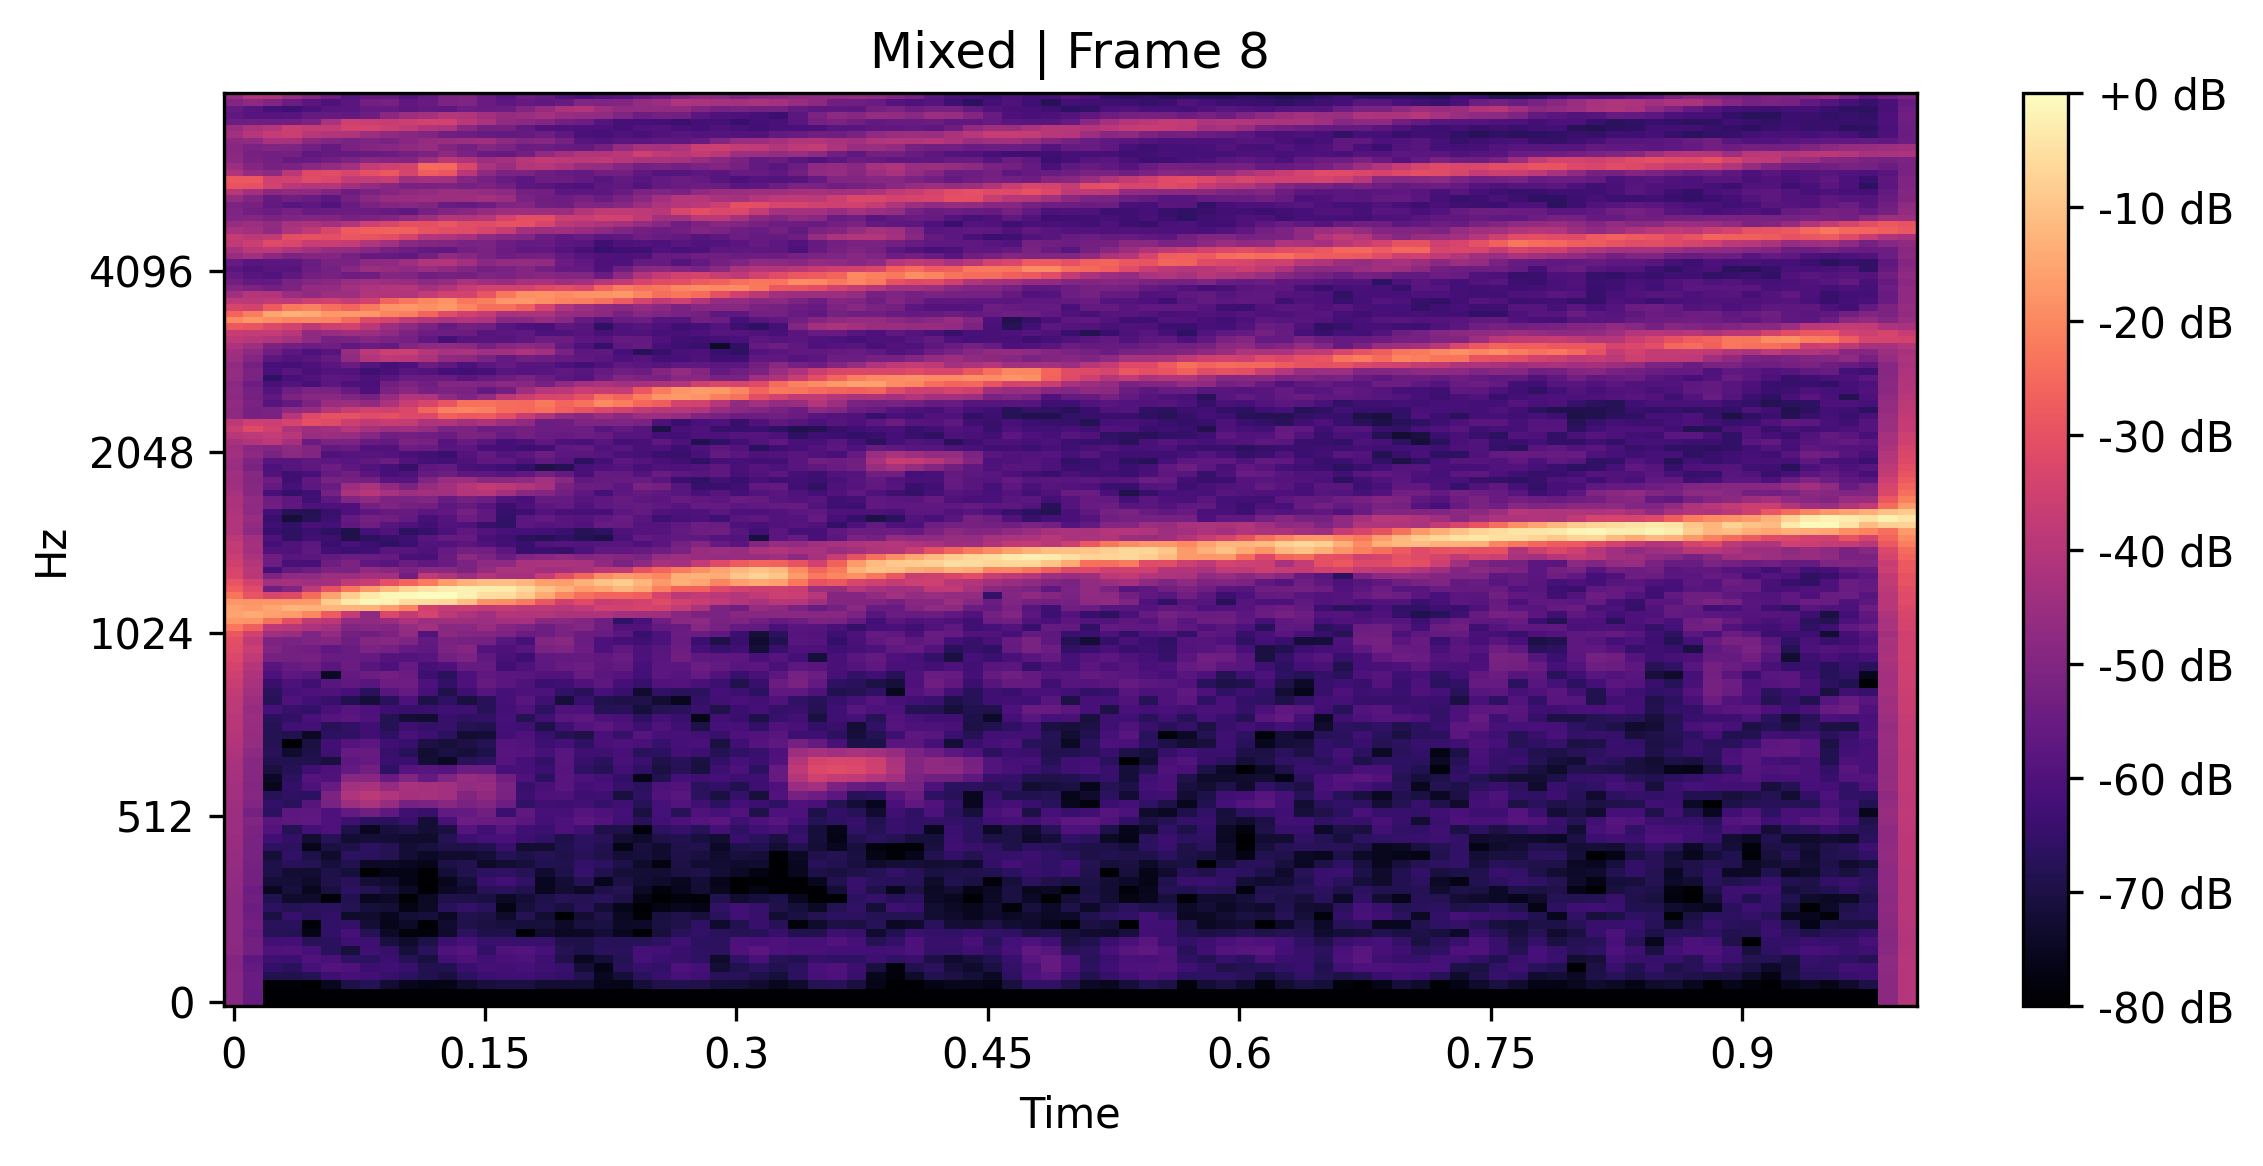 Mixed | Frame 8
+0 dB
-10 dB
-20 dB
-30 dB
-40 dB
-50 dB
-60 dB
-70 dB
-80 dB
4096
2048
1024
512
0
Hz
0 0.15 0.3 0.45 0.6 0.75 0.9
Time